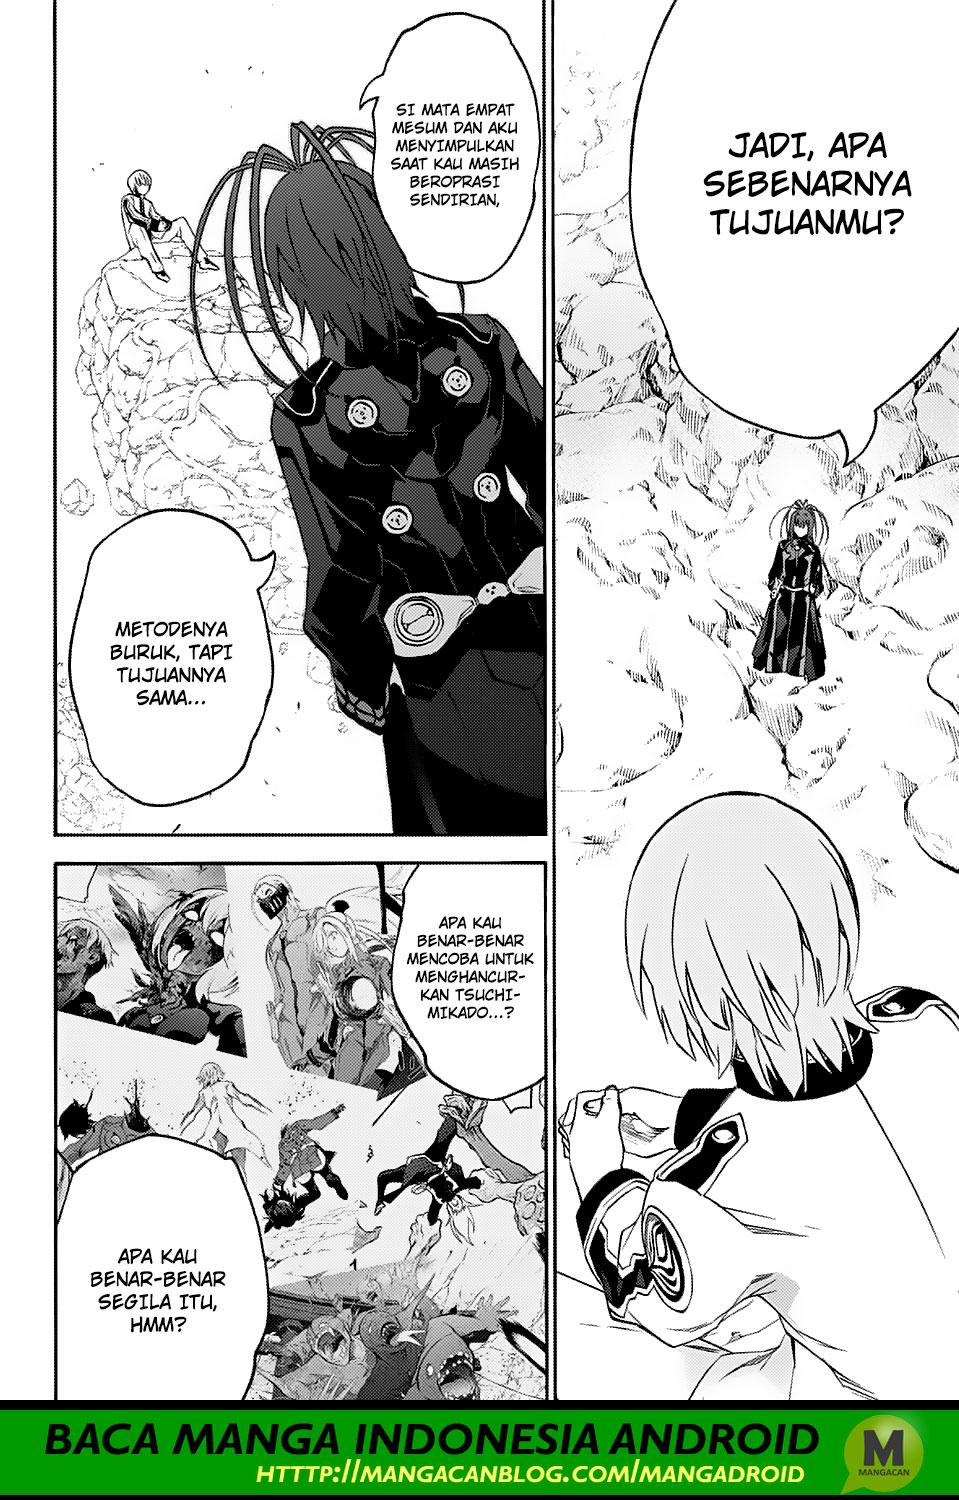 JADI, APA
SEBENARNYA
TUJUANMU?
SI MATA EMPAT
MESUM DAN AKU
MENYIMPULKAN
SAAT KAU MASIH
BEROPRASI
SENDIRIAN,
METODENYA
BURUK, TAPI
TUJUANNYA
SAMA...
APA KAU
BENAR-BENAR
MENCOBA UNTUK
MENGHANCUR-
KAN TSUCHI-
MIKADO...?
1
APA KAU
BENAR-BENAR
SEGILA ITU,
HMM?
BACA MANGA INDONESIA ANDROID
HTTTP://MANGACANBLOG.COM/MANGADROID
M
MANGACAN